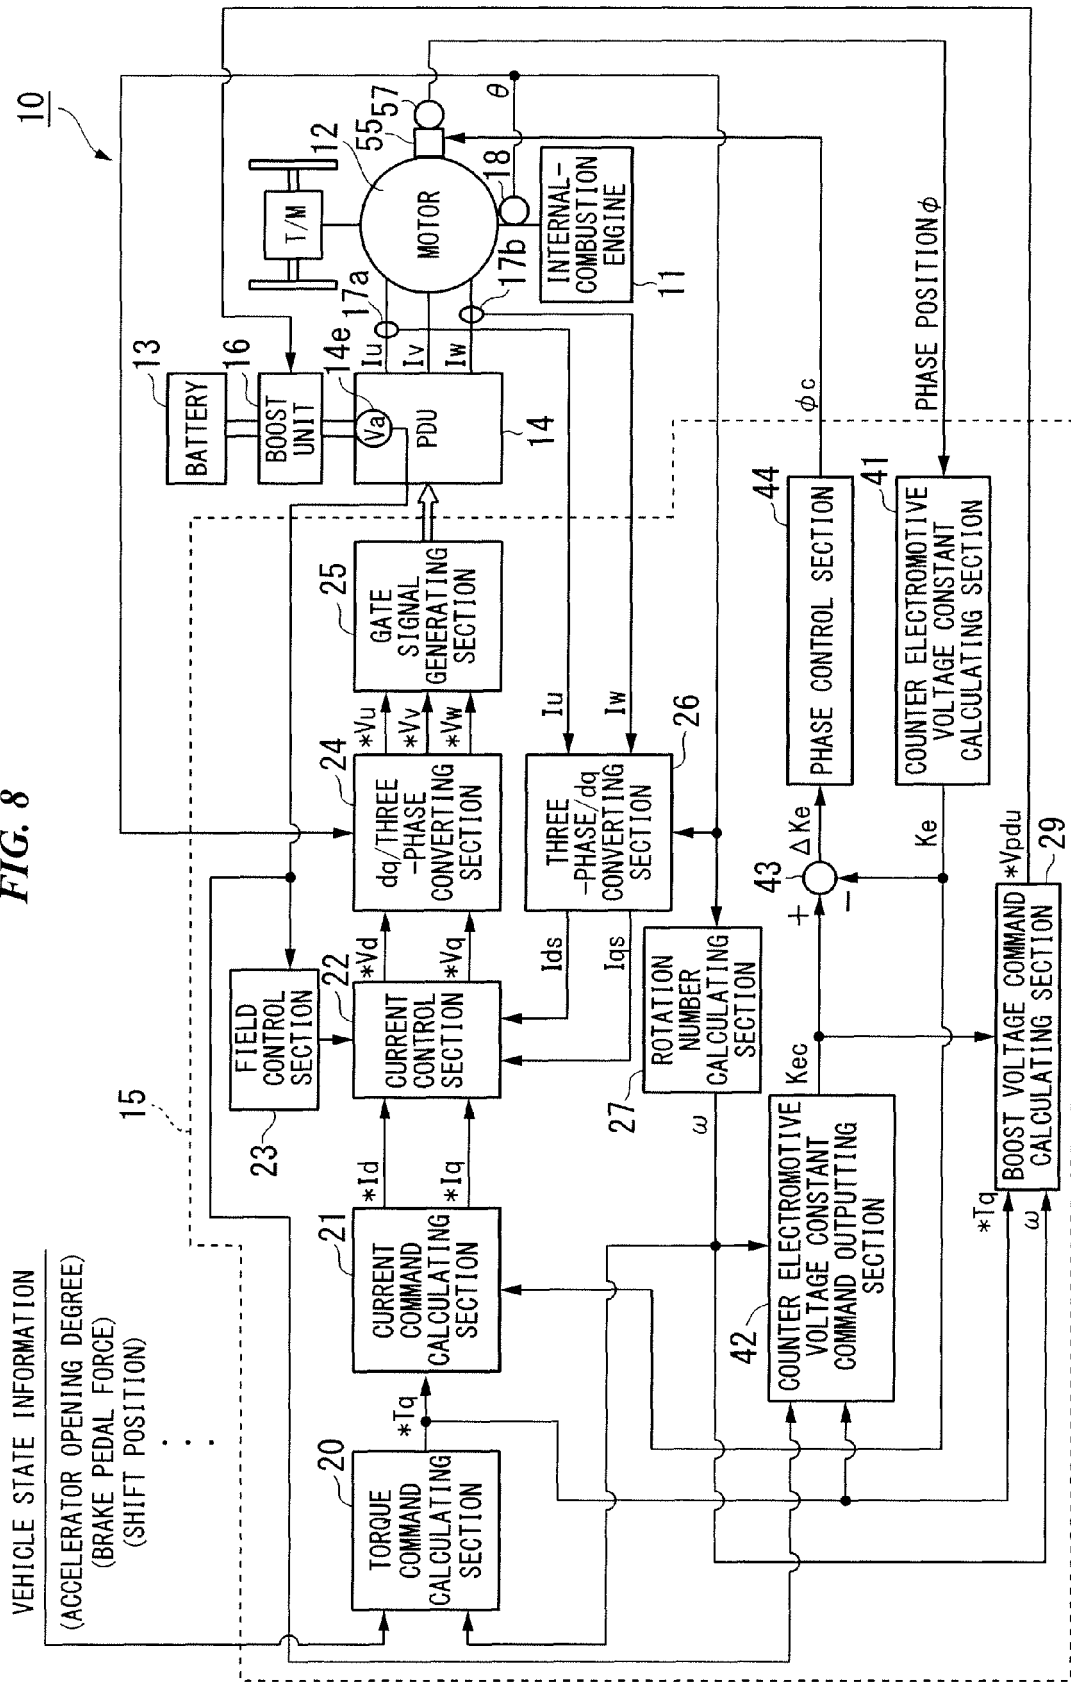 FIG. 8
VEHICLE STATE INFORMATION
(ACCELERATOR OPENING DEGREE)
(BRAKE PEDAL FORCE)
(SHIFT POSITION)
. . .
10
15
13
BATTERY
16
BOOST
UNIT
T/M
12
MOTOR
55
57
θ
18
17a
17b
INTERNAL-
COMBUSTION
ENGINE
11
14e
Va
PDU
14
Iu
Iv
Iw
20
TORQUE
COMMAND
CALCULATING
SECTION
*Tq
21
CURRENT
COMMAND
CALCULATING
SECTION
*Id
*Iq
23
FIELD
CONTROL
SECTION
22
CURRENT
CONTROL
SECTION
*Vd
*Vq
24
dq/THREE
-PHASE
CONVERTING
SECTION
*Vu
*Vv
*Vw
25
GATE
SIGNAL
GENERATING
SECTION
Ids
Iqs
THREE
-PHASE/dq
CONVERTING
SECTION
26
Iu
Iw
27
ROTATION
NUMBER
CALCULATING
SECTION
ω
42
COUNTER ELECTROMOTIVE
VOLTAGE CONSTANT
COMMAND OUTPUTTING
SECTION
Kec
+
−
43
ΔKe
44
PHASE CONTROL SECTION
φc
41
COUNTER ELECTROMOTIVE
VOLTAGE CONSTANT
CALCULATING SECTION
Ke
PHASE POSITION φ
*Tq
ω
BOOST VOLTAGE COMMAND
CALCULATING SECTION
29
*Vpdu